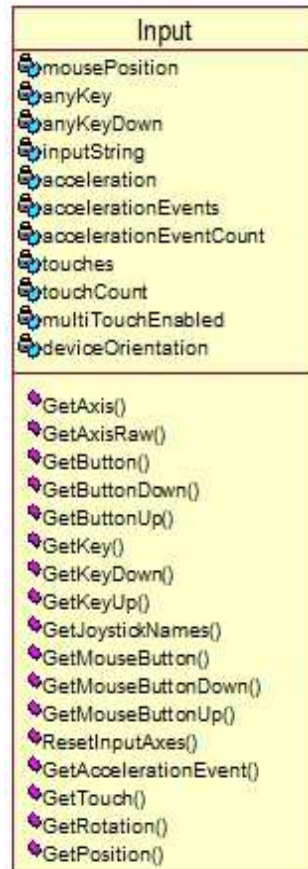 Input
mousePosition
anyKey
anyKeyDown
inputString
acceleration
accelerationEvents
accelerationEventCount
touches
touchCount
multiTouchEnabled
deviceOrientation
GetAxis()
GetAxisRaw()
GetButton()
GetButtonDown()
GetButtonUp()
GetKey()
GetKeyDown()
GetKeyUp()
GetJoystickNames()
GetMouseButton()
GetMouseButtonDown()
GetMouseButtonUp()
ResetInputAxes()
GetAccelerationEvent()
GetTouch()
GetRotation()
GetPosition()